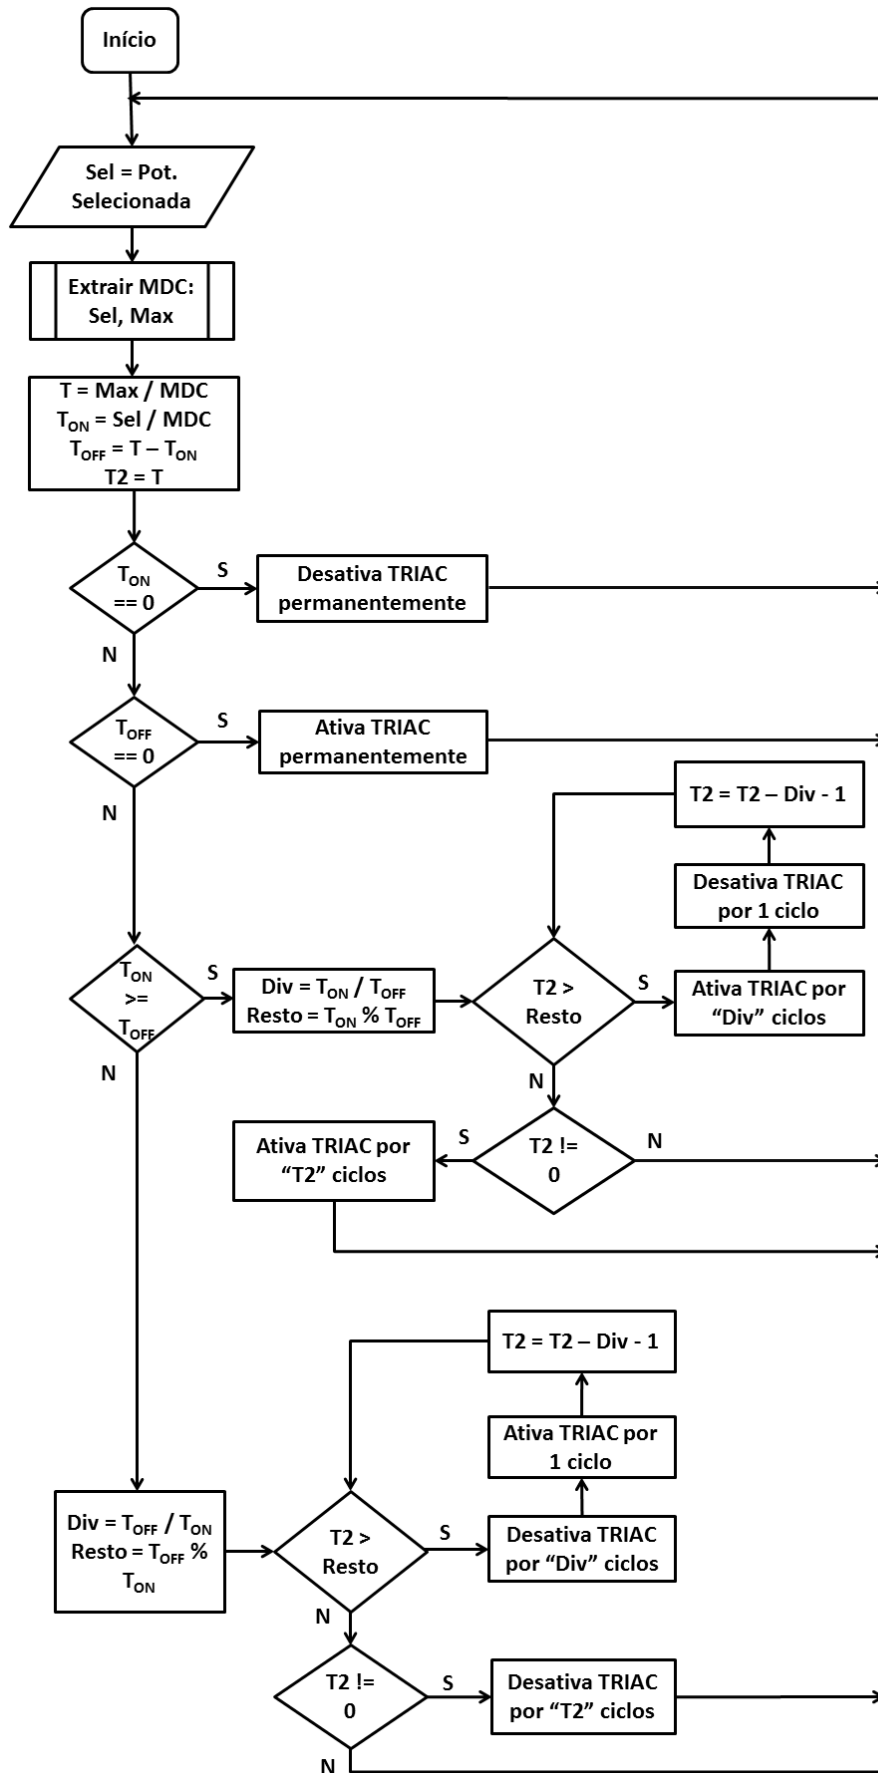 Início
Sel = Pot.
Selecionada
Extrair MDC:
Sel, Max
T = Max / MDC
TON = Sel / MDC
TOFF = T – TON
T2 = T
TON
== 0
S
Desativa TRIAC
permanentemente
N
TOFF
== 0
S
Ativa TRIAC
permanentemente
N
T2 = T2 – Div - 1
Desativa TRIAC
por 1 ciclo
TON
>=
TOFF
S
Div = TON / TOFF
Resto = TON % TOFF
T2 >
Resto
S
Ativa TRIAC por
“Div” ciclos
N
N
Ativa TRIAC por
“T2” ciclos
S
T2 !=
0
N
T2 = T2 – Div - 1
Ativa TRIAC por
1 ciclo
Div = TOFF / TON
Resto = TOFF %
TON
T2 >
Resto
S
Desativa TRIAC
por “Div” ciclos
N
T2 !=
0
S
Desativa TRIAC
por “T2” ciclos
N